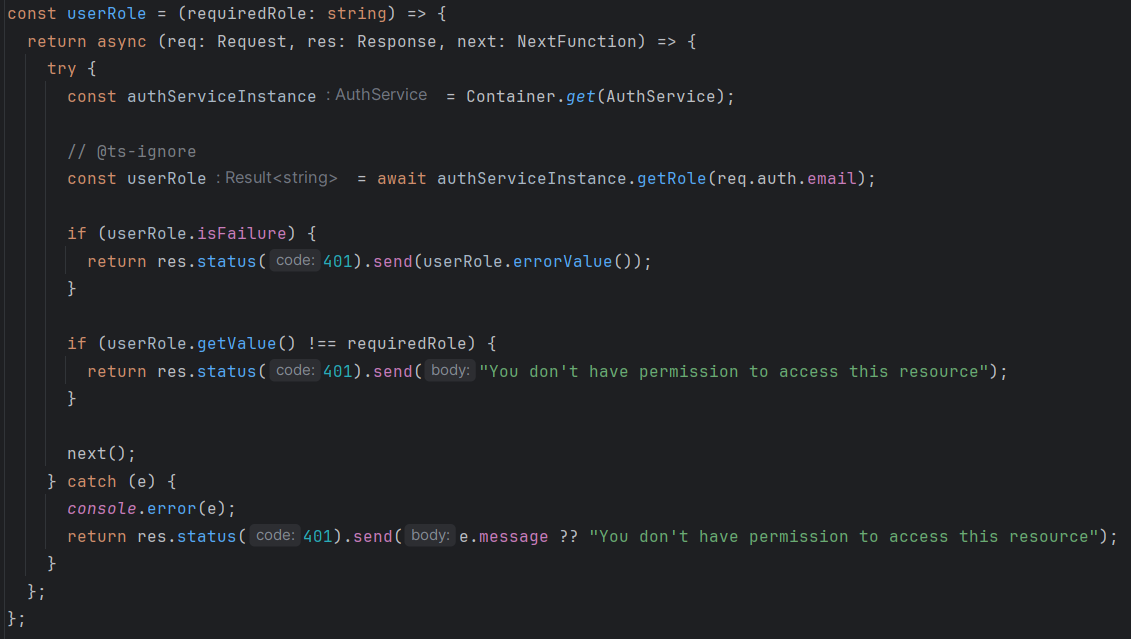 const userRole = (requiredRole: string) => {
  return async (req: Request, res: Response, next: NextFunction) => {
    try {
      const authServiceInstance : AuthService = Container.get(AuthService);

      // @ts-ignore
      const userRole : Result<string> = await authServiceInstance.getRole(req.auth.email);

      if (userRole.isFailure) {
        return res.status( code: 401).send(userRole.errorValue());
      }

      if (userRole.getValue() !== requiredRole) {
        return res.status( code: 401).send( body: "You don't have permission to access this resource");
      }

      next();
    } catch (e) {
      console.error(e);
      return res.status( code: 401).send( body: e.message ?? "You don't have permission to access this resource");
    }
  };
};